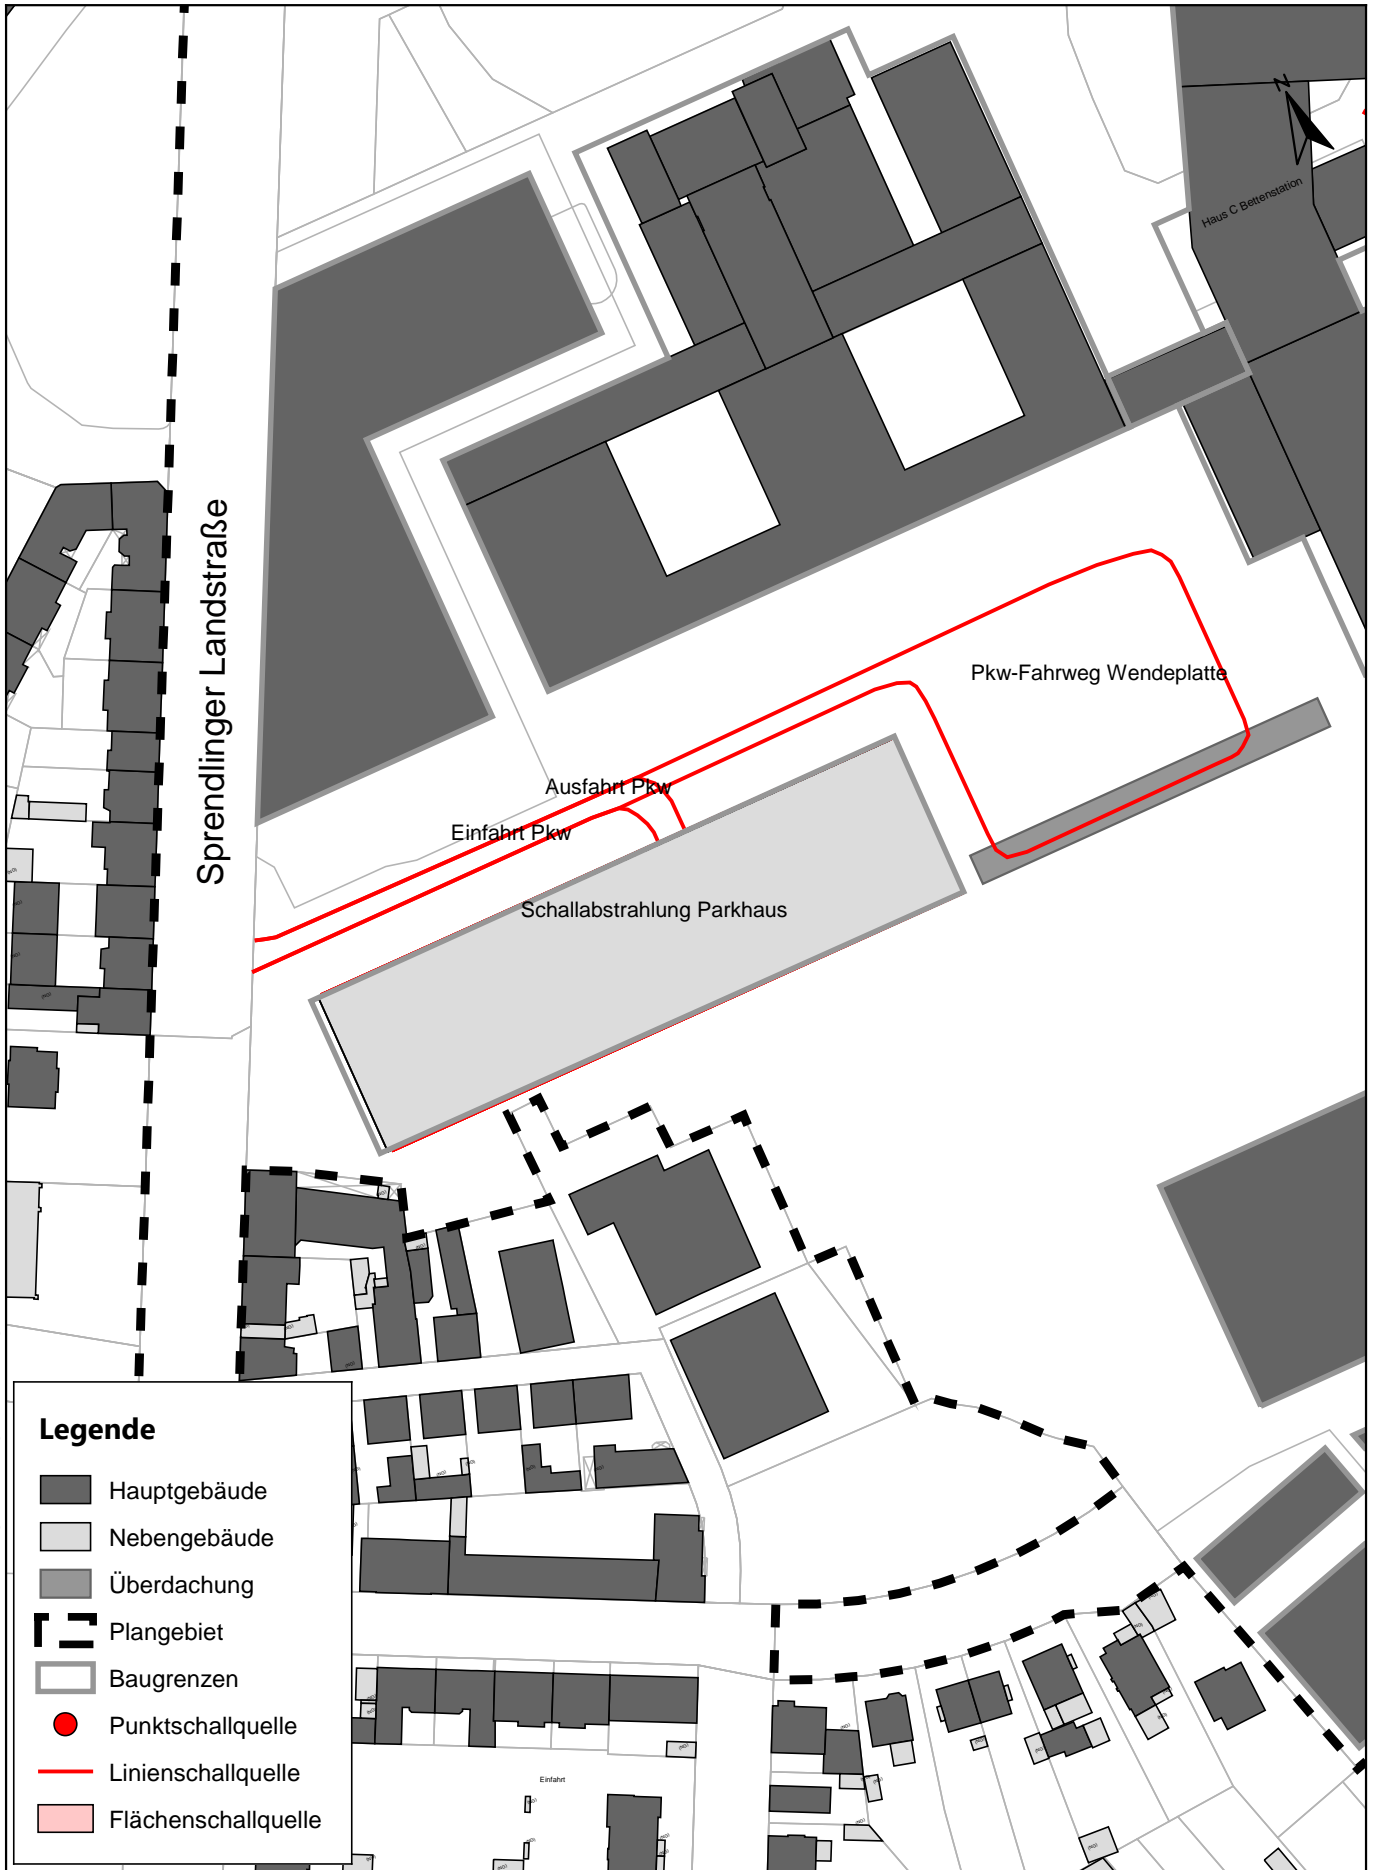 N
Haus C Bettenstation
Sprendlinger Landstraße
Pkw-Fahrweg Wendeplatte
Ausfahrt Pkw
Einfahrt Pkw
Schallabstrahlung Parkhaus
Legende
Hauptgebäude
Nebengebäude
Überdachung
Plangebiet
Baugrenzen
Punktschallquelle
Linienschallquelle
Flächenschallquelle
Einfahrt